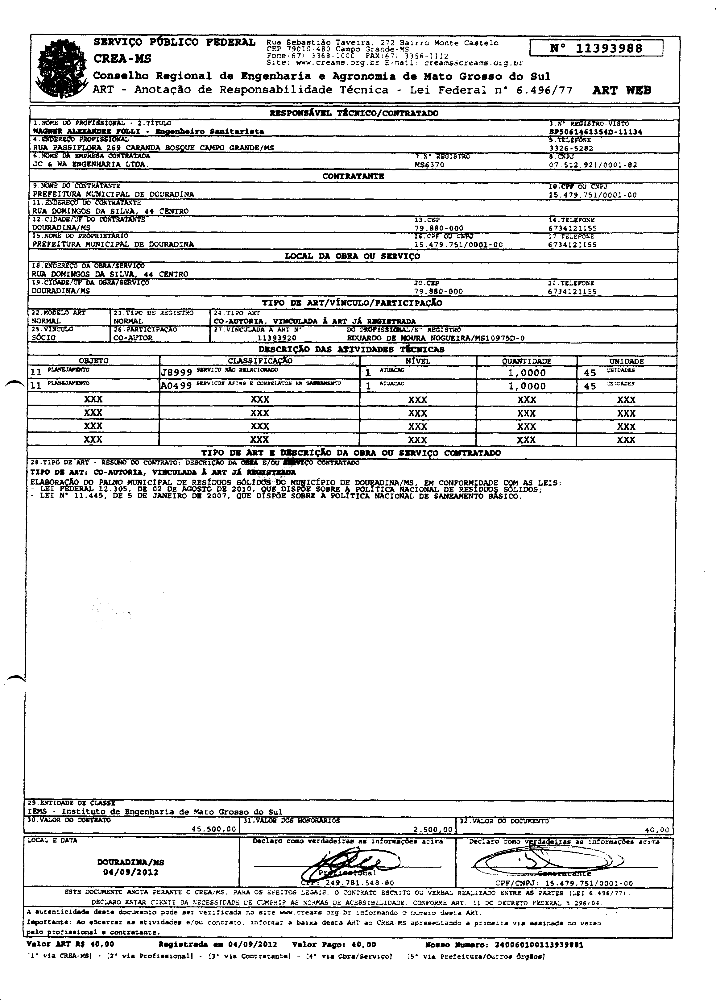 SERVIÇO PÚBLICO FEDERAL
CREA-MS
Rua Sebastião Taveira, 272 Bairro Monte Castelo
CEP 79010-480 Campo Grande-MS
Fone(67) 3368-1000 FAX(67) 3356-1112
Site: www.creams.org.br E-mail: creams@creams.org.br
N° 11393988
Conselho Regional de Engenharia e Agronomia de Mato Grosso do Sul
ART - Anotação de Responsabilidade Técnica - Lei Federal n° 6.496/77 ART WEB
RESPONSÁVEL TÉCNICO/CONTRATADO
1.NOME DO PROFISSIONAL - 2.TÍTULO 3.N° REGISTRO-VISTO
WAGNER ALEXANDRE FOLLI - Engenheiro Sanitarista SP5061461354D-11134
4.ENDEREÇO PROFISSIONAL 5.TELEFONE
RUA PASSIFLORA 269 CARANDA BOSQUE CAMPO GRANDE/MS 3326-5282
6.NOME DA EMPRESA CONTRATADA 7.N° REGISTRO 8.CNPJ
JC & WA ENGENHARIA LTDA. MS6370 07.512.921/0001-82
CONTRATANTE
9.NOME DO CONTRATANTE 10.CPF OU CNPJ
PREFEITURA MUNICIPAL DE DOURADINA 15.479.751/0001-00
11.ENDEREÇO DO CONTRATANTE
RUA DOMINGOS DA SILVA, 44 CENTRO
12.CIDADE/UF DO CONTRATANTE 13.CEP 14.TELEFONE
DOURADINA/MS 79.880-000 6734121155
15.NOME DO PROPRIETÁRIO 16.CPF OU CNPJ 17.TELEFONE
PREFEITURA MUNICIPAL DE DOURADINA 15.479.751/0001-00 6734121155
LOCAL DA OBRA OU SERVIÇO
18.ENDEREÇO DA OBRA/SERVIÇO
RUA DOMINGOS DA SILVA, 44 CENTRO
19.CIDADE/UF DA OBRA/SERVIÇO 20.CEP 21.TELEFONE
DOURADINA/MS 79.880-000 6734121155
TIPO DE ART/VÍNCULO/PARTICIPAÇÃO
22.MODELO ART 23.TIPO DE REGISTRO 24.TIPO ART
NORMAL NORMAL CO-AUTORIA, VINCULADA À ART JÁ REGISTRADA
25.VÍNCULO 26.PARTICIPAÇÃO 27.VINCULADA A ART N° DO PROFISSIONAL/N° REGISTRO
SÓCIO CO-AUTOR 11393920 EDUARDO DE MOURA NOGUEIRA/MS10975D-0
DESCRIÇÃO DAS ATIVIDADES TÉCNICAS
OBJETO CLASSIFICAÇÃO NÍVEL QUANTIDADE UNIDADE
11 PLANEJAMENTO J8999 SERVIÇO NÃO RELACIONADO 1 ATUACAO 1,0000 45 UNIDADES
11 PLANEJAMENTO A0499 SERVICOS AFINS E CORRELATOS EM SANEAMENTO 1 ATUACAO 1,0000 45 UNIDADES
XXX XXX XXX XXX XXX
XXX XXX XXX XXX XXX
XXX XXX XXX XXX XXX
XXX XXX XXX XXX XXX
TIPO DE ART E DESCRIÇÃO DA OBRA OU SERVIÇO CONTRATADO
28.TIPO DE ART - RESUMO DO CONTRATO: DESCRIÇÃO DA OBRA E/OU SERVIÇO CONTRATADO
TIPO DE ART: CO-AUTORIA, VINCULADA À ART JÁ REGISTRADA
ELABORAÇÃO DO PALNO MUNICIPAL DE RESÍDUOS SÓLIDOS DO MUNICÍPIO DE DOURADINA/MS, EM CONFORMIDADE COM AS LEIS:
- LEI FEDERAL 12.305, DE 02 DE AGOSTO DE 2010, QUE DISPÕE SOBRE A POLÍTICA NACIONAL DE RESÍDUOS SÓLIDOS;
- LEI N° 11.445, DE 5 DE JANEIRO DE 2007, QUE DISPÕE SOBRE A POLÍTICA NACIONAL DE SANEAMENTO BÁSICO.
29.ENTIDADE DE CLASSE
IEMS - Instituto de Engenharia de Mato Grosso do Sul
30.VALOR DO CONTRATO 31.VALOR DOS HONORÁRIOS 32.VALOR DO DOCUMENTO
45.500,00 2.500,00 40,00
LOCAL E DATA Declaro como verdadeiras as informações acima Declaro como verdadeiras as informações acima
DOURADINA/MS
04/09/2012
Profissional Contratante
CPF: 249.781.548-80 CPF/CNPJ: 15.479.751/0001-00
ESTE DOCUMENTO ANOTA PERANTE O CREA/MS, PARA OS EFEITOS LEGAIS, O CONTRATO ESCRITO OU VERBAL REALIZADO ENTRE AS PARTES (LEI 6.496/77).
DECLARO ESTAR CIENTE DA NECESSIDADE DE CUMPRIR AS NORMAS DE ACESSIBILIDADE, CONFORME ART. 11 DO DECRETO FEDERAL 5.296/04.
A autenticidade deste documento pode ser verificada no site www.creams.org.br informando o numero desta ART.
Importante: Ao encerrar as atividades e/ou contrato, informar a baixa desta ART ao CREA-MS apresentando a primeira via assinada no verso
pelo profissional e contratante.
Valor ART R$ 40,00 Registrada em 04/09/2012 Valor Pago: 40,00 Nosso Numero: 240060100113939881
[1ª via CREA-MS] - [2ª via Profissional] - [3ª via Contratante] - [4ª via Obra/Serviço] - [5ª via Prefeitura/Outros Órgãos]